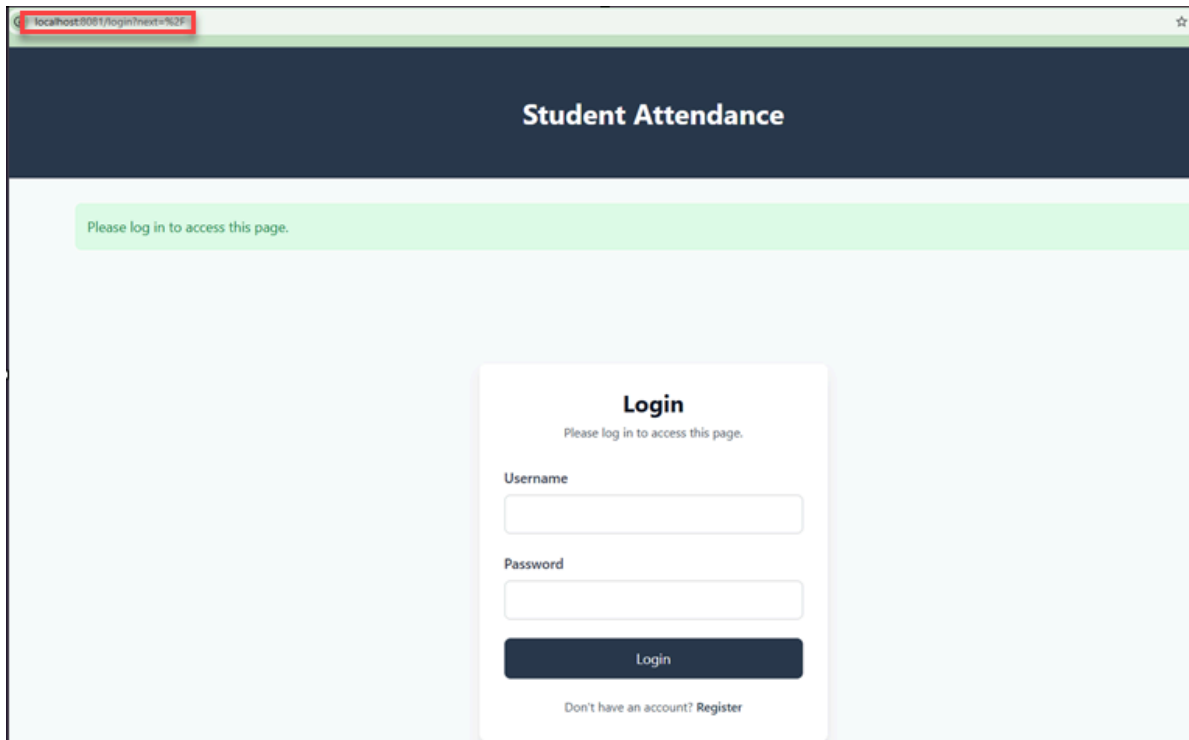 localhost:8081/login?next=%2F
Student Attendance
Please log in to access this page.
Login
Please log in to access this page.
Username
Password
Login
Don't have an account? Register